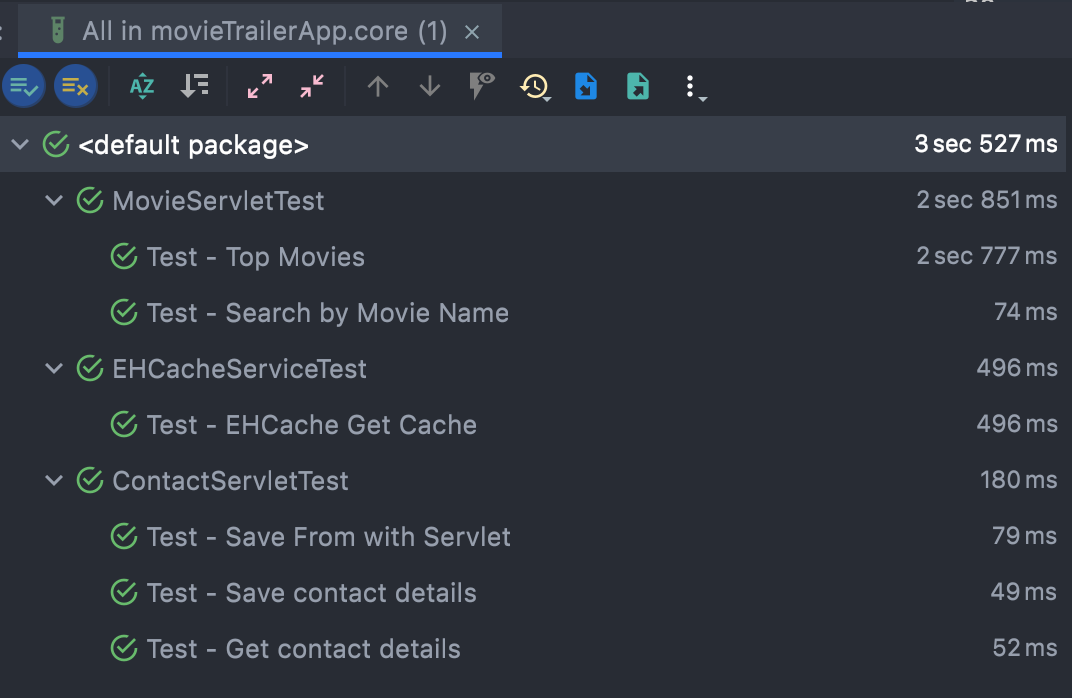 All in movieTrailerApp.core (1)
AZ
<default package> 3 sec 527 ms
MovieServletTest 2 sec 851 ms
Test - Top Movies 2 sec 777 ms
Test - Search by Movie Name 74 ms
EHCacheServiceTest 496 ms
Test - EHCache Get Cache 496 ms
ContactServletTest 180 ms
Test - Save From with Servlet 79 ms
Test - Save contact details 49 ms
Test - Get contact details 52 ms